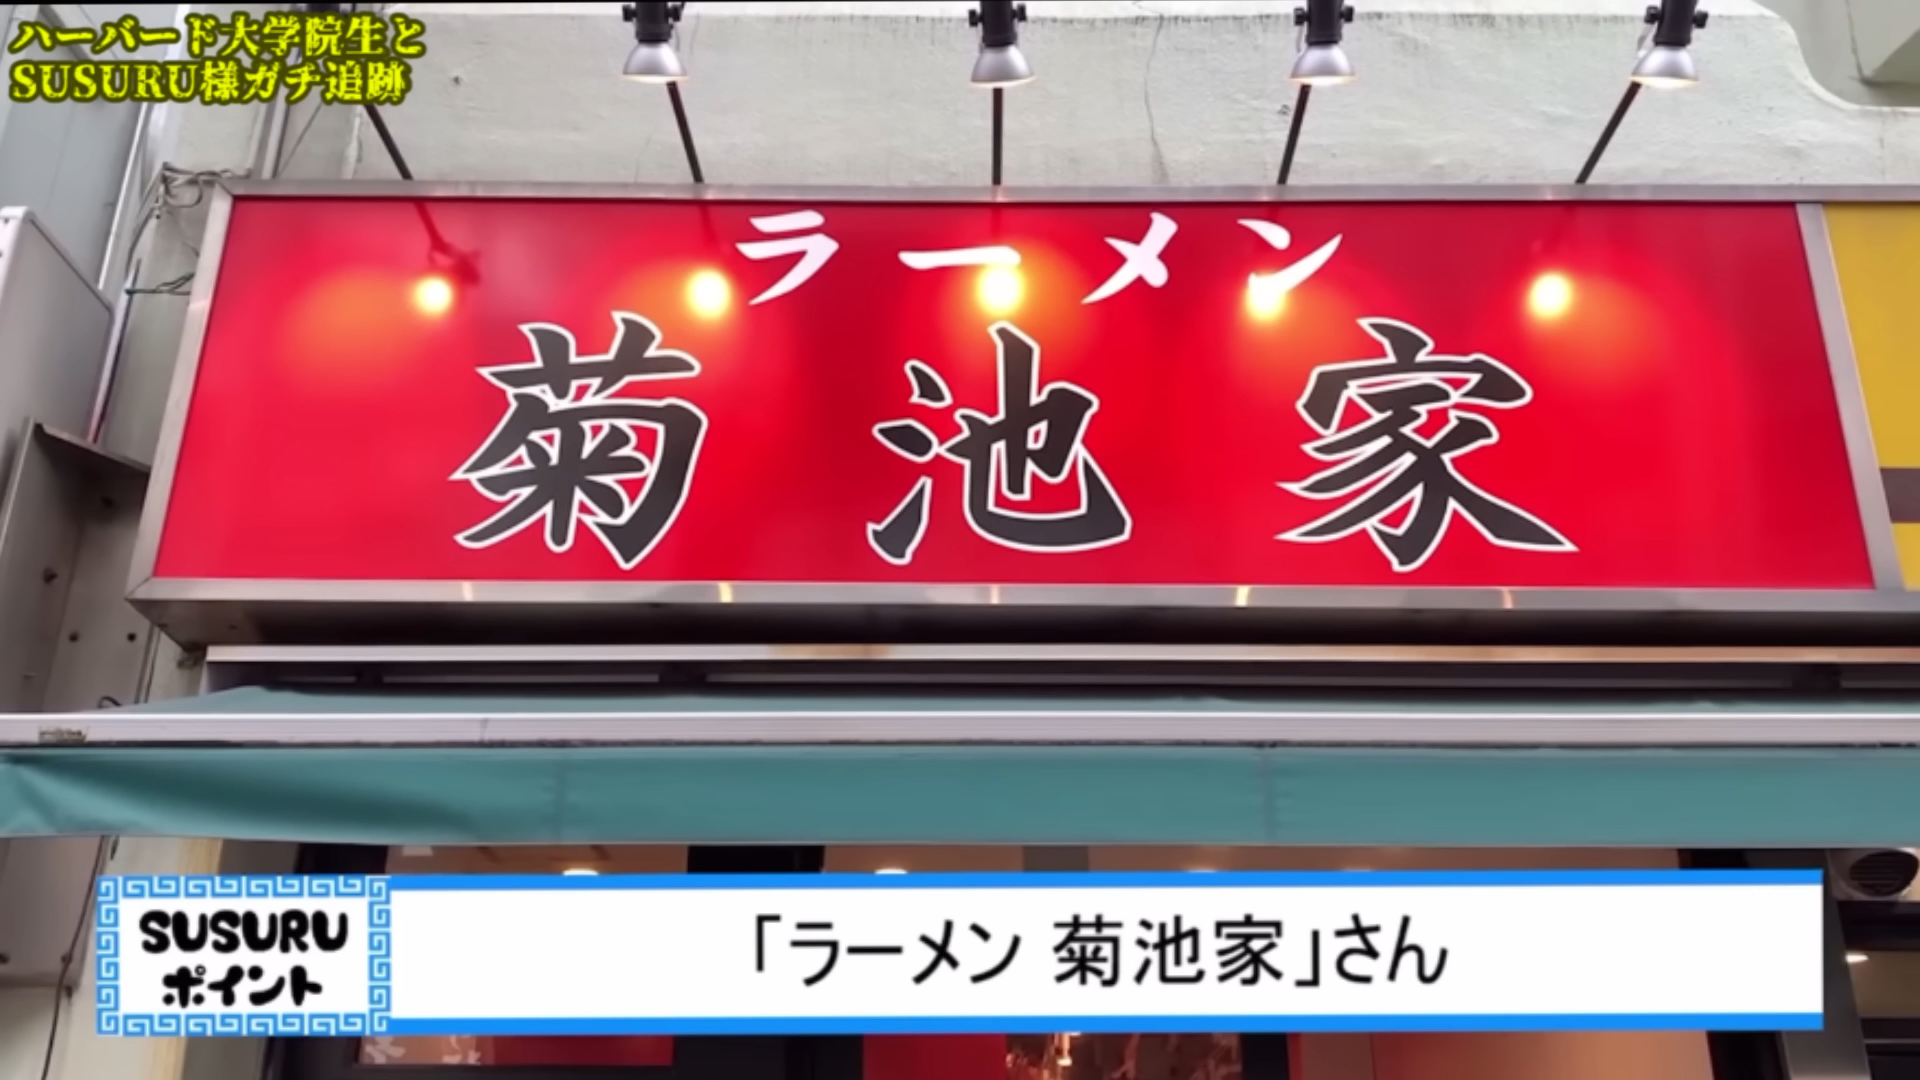 ハーバード大学院生と
SUSURU様ガチ追跡
ラーメン
菊池家
SUSURU
ポイント
「ラーメン 菊池家」さん